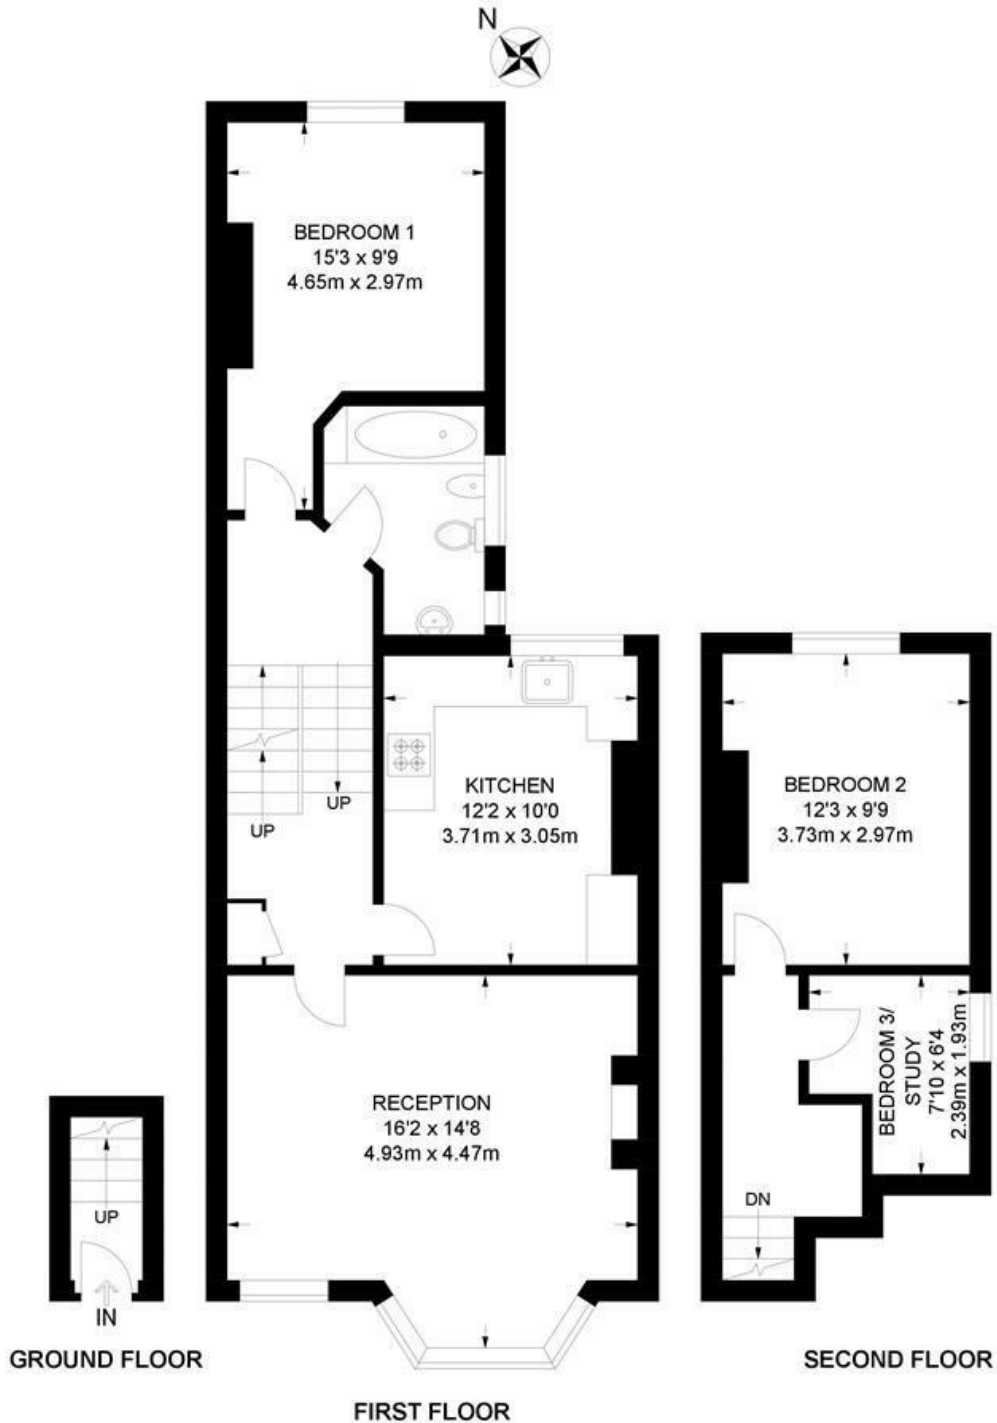 N
BEDROOM 1
15'3 x 9'9
4.65m x 2.97m
KITCHEN
12'2 x 10'0
3.71m x 3.05m
UP
UP
RECEPTION
16'2 x 14'8
4.93m x 4.47m
BEDROOM 2
12'3 x 9'9
3.73m x 2.97m
BEDROOM 3/
STUDY
7'10 x 6'4
2.39m x 1.93m
DN
UP
IN
GROUND FLOOR
FIRST FLOOR
SECOND FLOOR